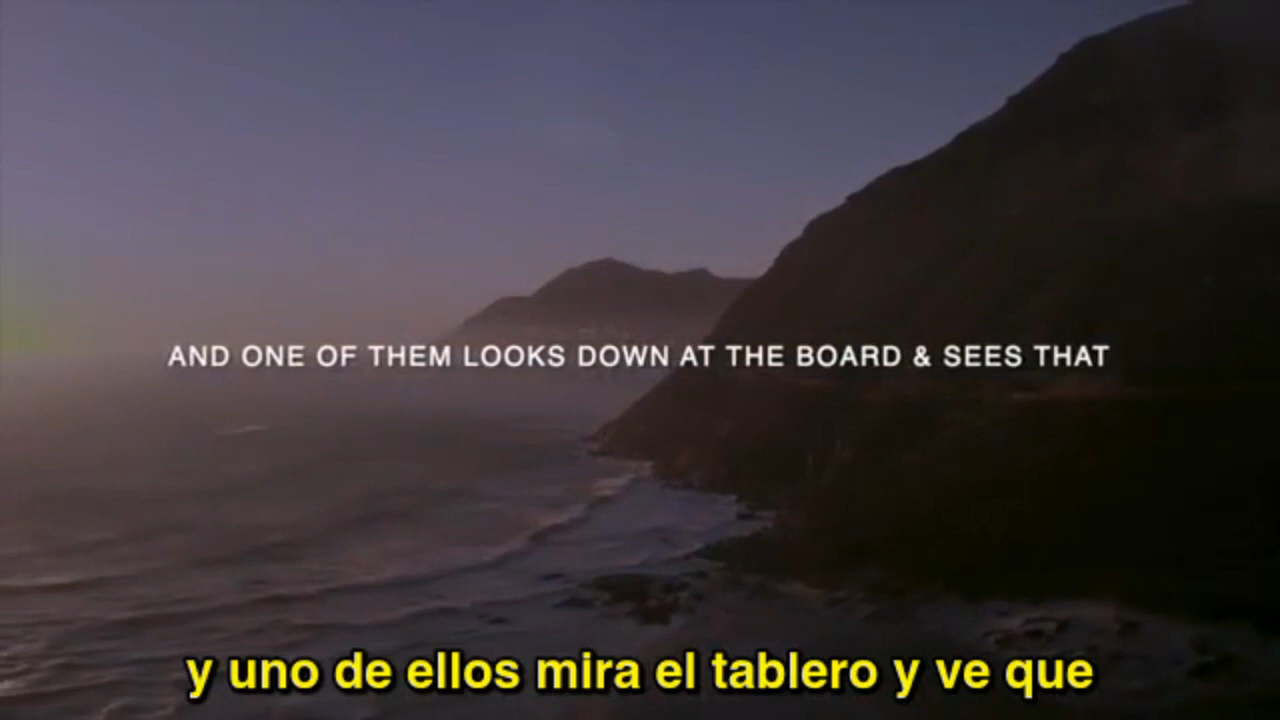 AND ONE OF THEM LOOKS DOWN AT THE BOARD & SEES THAT
y uno de ellos mira el tablero y ve que